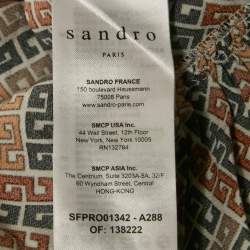 sandro
PARIS
SANDRO FRANCE
150 boulevard Haussmann
75008 Paris
www.sandro-paris.com
SMCP USA Inc.
44 Wall Street, 12th Floor
New York, New York 10005
RN132784
SMCP ASIA Inc.
The Centrium, Suite 3203A-5A, 32/F
60 Wyndham Street, Central
HONG-KONG
SFPRO01342 - A288
OF: 138222